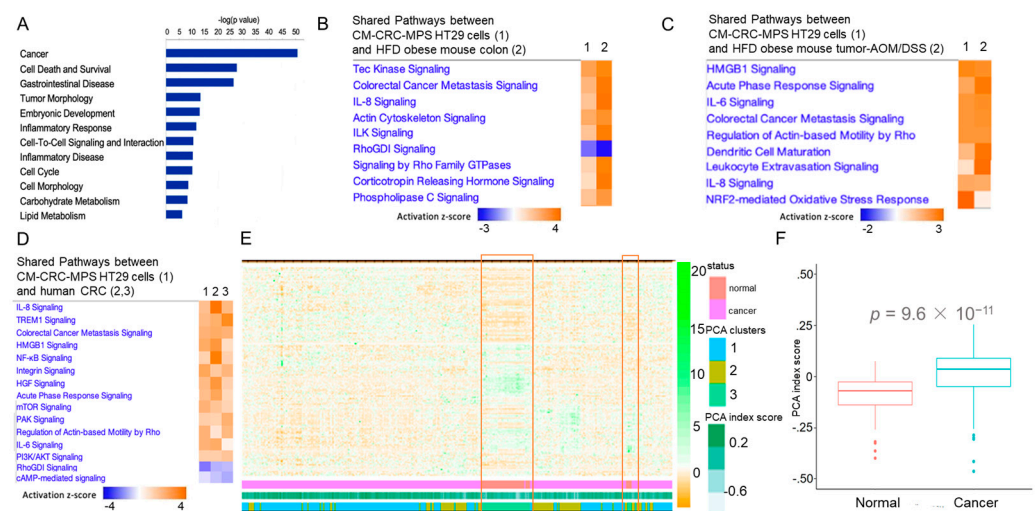 A
-log(p value)
0 5 10 15 20 25 30 35 40 45 50
Cancer
Cell Death and Survival
Gastrointestinal Disease
Tumor Morphology
Embryonic Development
Inflammatory Response
Cell-To-Cell Signaling and Interaction
Inflammatory Disease
Cell Cycle
Cell Morphology
Carbohydrate Metabolism
Lipid Metabolism
B
Shared Pathways between
CM-CRC-MPS HT29 cells (1)
and HFD obese mouse colon (2)
1 2
Tec Kinase Signaling
Colorectal Cancer Metastasis Signaling
IL-8 Signaling
Actin Cytoskeleton Signaling
ILK Signaling
RhoGDI Signaling
Signaling by Rho Family GTPases
Corticotropin Releasing Hormone Signaling
Phospholipase C Signaling
Activation z-score
-3 4
C
Shared Pathways between
CM-CRC-MPS HT29 cells (1)
and HFD obese mouse tumor-AOM/DSS (2)
1 2
HMGB1 Signaling
Acute Phase Response Signaling
IL-6 Signaling
Colorectal Cancer Metastasis Signaling
Regulation of Actin-based Motility by Rho
Dendritic Cell Maturation
Leukocyte Extravasation Signaling
IL-8 Signaling
NRF2-mediated Oxidative Stress Response
Activation z-score
-2 3
D
Shared Pathways between
CM-CRC-MPS HT29 cells (1)
and human CRC (2,3)
1 2 3
IL-8 Signaling
TREM1 Signaling
Colorectal Cancer Metastasis Signaling
HMGB1 Signaling
NF-κB Signaling
Integrin Signaling
HGF Signaling
Acute Phase Response Signaling
mTOR Signaling
PAK Signaling
Regulation of Actin-based Motility by Rho
IL-6 Signaling
PI3K/AKT Signaling
RhoGDI Signaling
cAMP-mediated signaling
Activation z-score
-4 4
E
20
15
10
5
0
status
normal
cancer
PCA clusters
1
2
3
PCA index score
0.2
-0.6
F
PCA index score
.50
.25
0
-.25
-.50
p = 9.6 × 10⁻¹¹
Normal
Cancer